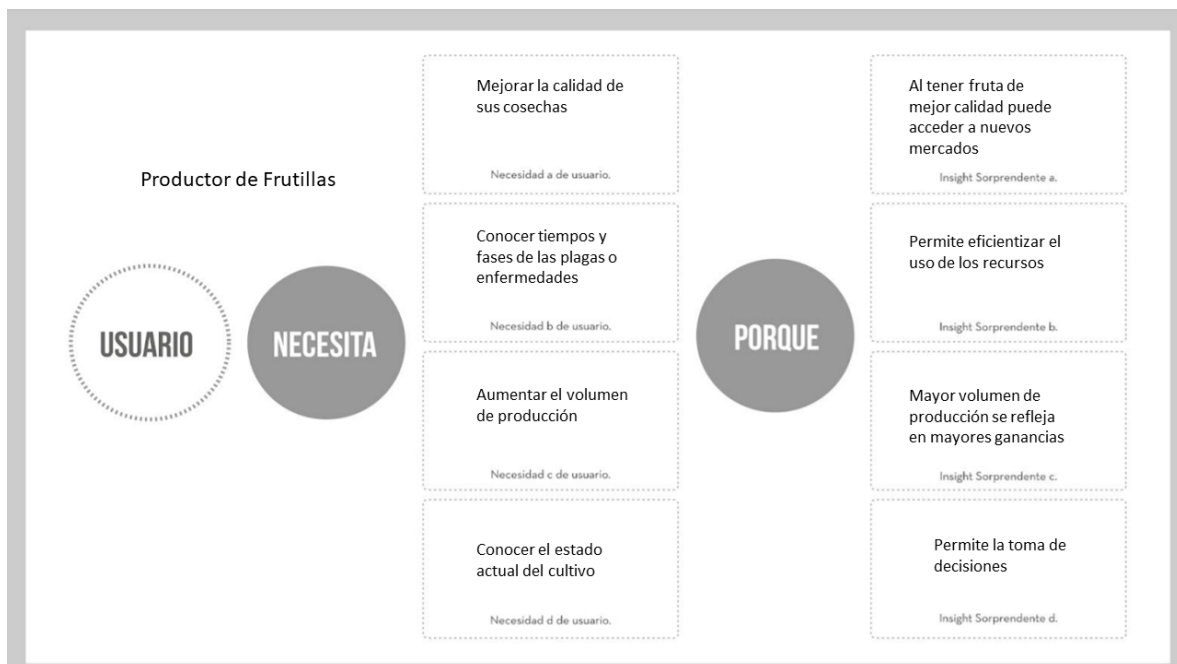 Productor de Frutillas
USUARIO
NECESITA
Mejorar la calidad de
sus cosechas
Necesidad a de usuario.
Conocer tiempos y
fases de las plagas o
enfermedades
Necesidad b de usuario.
Aumentar el volumen
de producción
Necesidad c de usuario.
Conocer el estado
actual del cultivo
Necesidad d de usuario.
PORQUE
Al tener fruta de
mejor calidad puede
acceder a nuevos
mercados
Insight Sorprendente a.
Permite eficientizar el
uso de los recursos
Insight Sorprendente b.
Mayor volumen de
producción se refleja
en mayores ganancias
Insight Sorprendente c.
Permite la toma de
decisiones
Insight Sorprendente d.